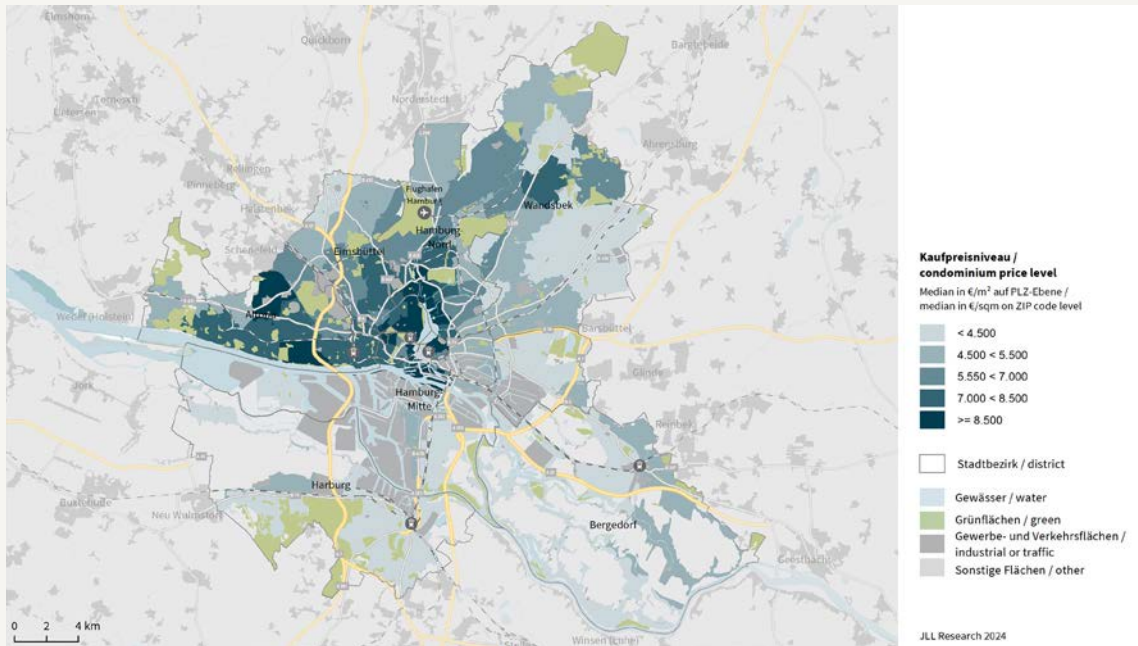 Elmshorn
Quickborn
Bargteheide
Tornesch
Uetersen
Norderstedt
Ahrensburg
Rellingen
Pinneberg
Halstenbek
Flughafen
Hamburg
Wandsbek
Hamburg-
Nord
Schenefeld
Eimsbüttel
Wedel (Holstein)
Altona
Barsbüttel
Jork
Glinde
Hamburg-
Mitte
Reinbek
Harburg
Buxtehude
Neu Wulmstorf
Bergedorf
Geesthacht
Winsen (Luhe)
0 2 4 km
Kaufpreisniveau /
condominium price level
Median in €/m² auf PLZ-Ebene /
median in €/sqm on ZIP code level
< 4.500
4.500 < 5.500
5.550 < 7.000
7.000 < 8.500
>= 8.500
Stadtbezirk / district
Gewässer / water
Grünflächen / green
Gewerbe- und Verkehrsflächen /
industrial or traffic
Sonstige Flächen / other
JLL Research 2024